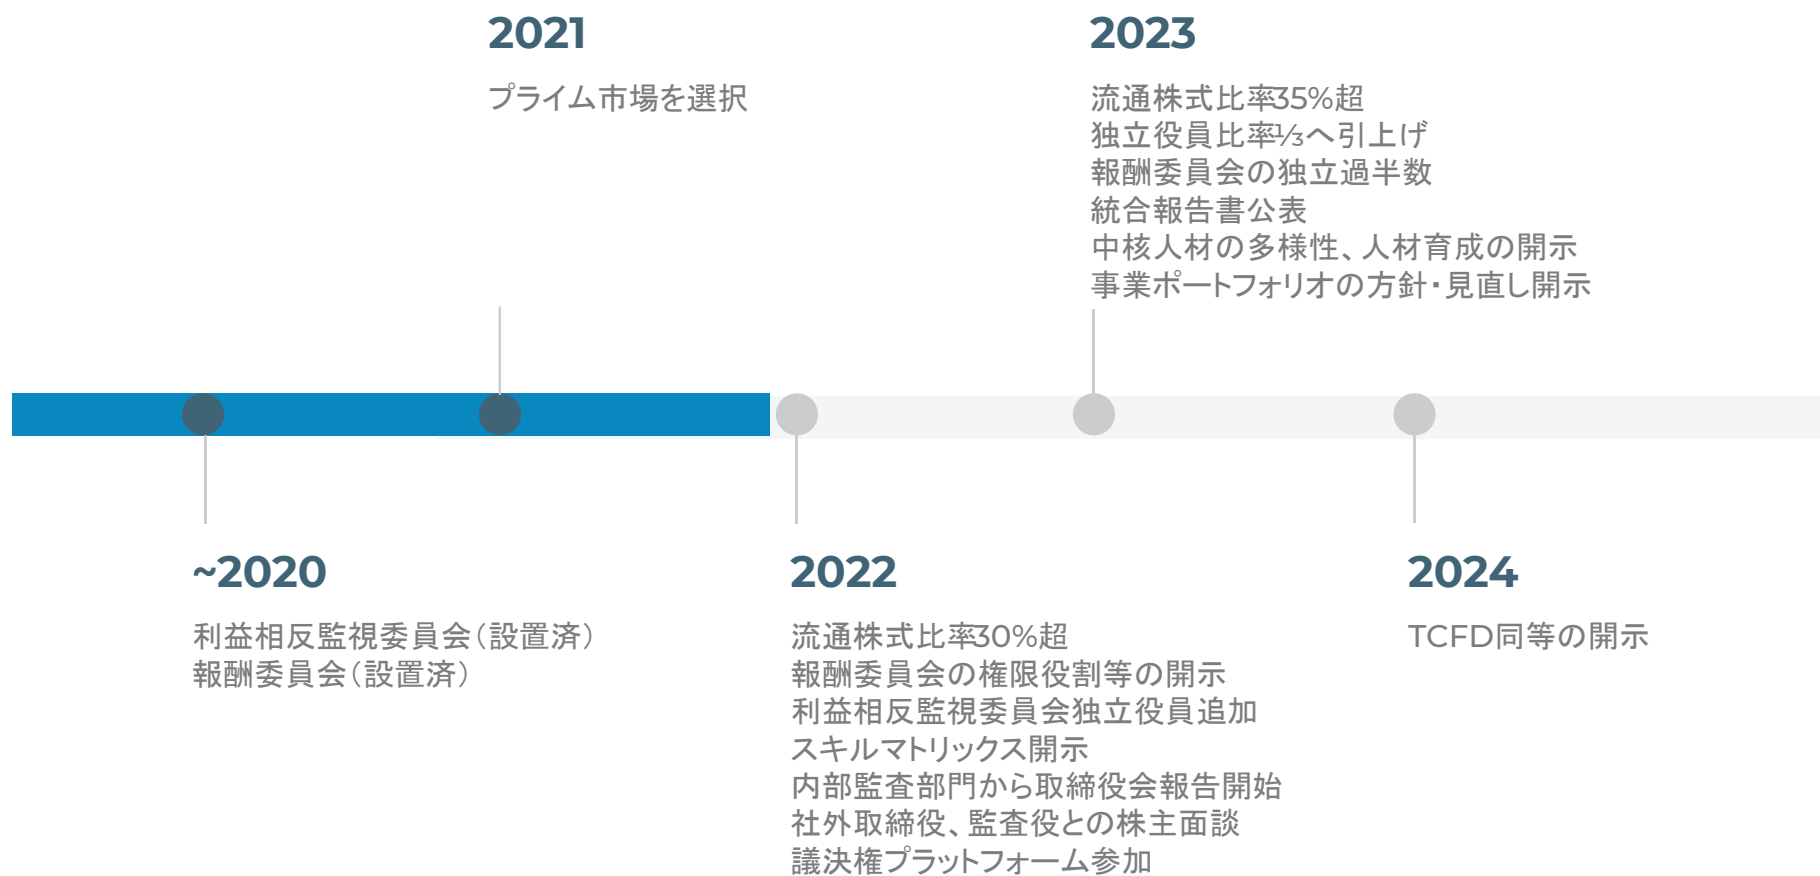 2021
プライム市場を選択
2023
流通株式比率35%超
独立役員比率⅓へ引上げ
報酬委員会の独立過半数
統合報告書公表
中核人材の多様性、人材育成の開示
事業ポートフォリオの方針・見直し開示
~2020
利益相反監視委員会（設置済）
報酬委員会（設置済）
2022
流通株式比率30%超
報酬委員会の権限役割等の開示
利益相反監視委員会独立役員追加
スキルマトリックス開示
内部監査部門から取締役会報告開始
社外取締役、監査役との株主面談
議決権プラットフォーム参加
2024
TCFD同等の開示